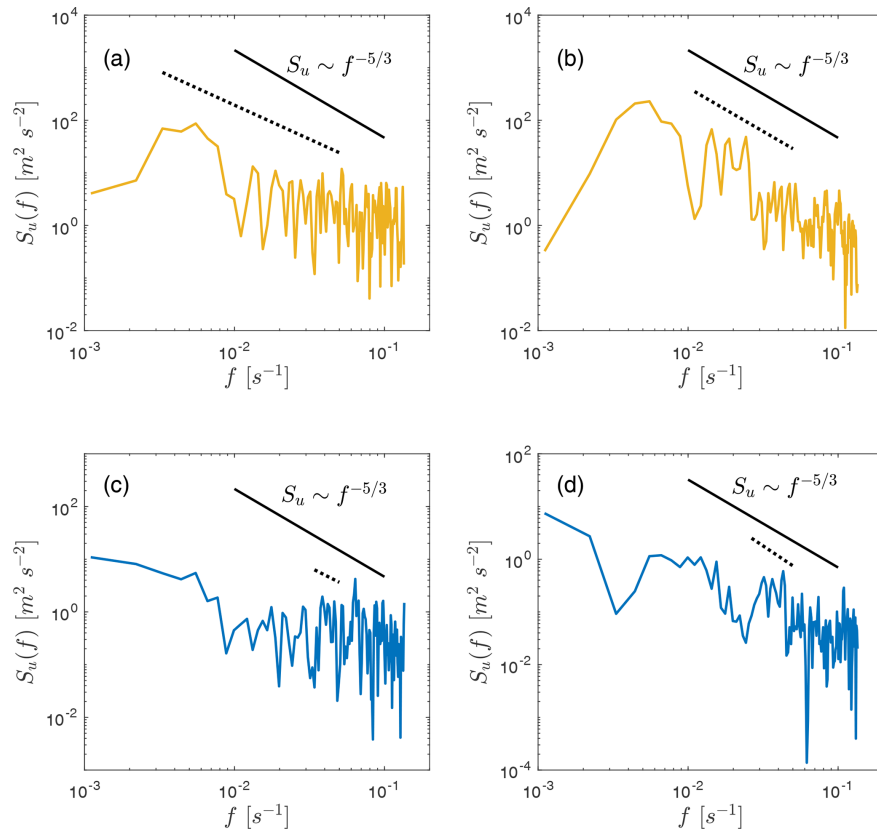 10^4
(a)
S_u ∼ f^{-5/3}
10^2
S_u(f) [m^2 s^{-2}]
10^0
10^{-2}
10^{-3} 10^{-2} 10^{-1}
f [s^{-1}]
10^4
(b)
S_u ∼ f^{-5/3}
10^2
S_u(f) [m^2 s^{-2}]
10^0
10^{-2}
10^{-3} 10^{-2} 10^{-1}
f [s^{-1}]
(c)
S_u ∼ f^{-5/3}
10^2
S_u(f) [m^2 s^{-2}]
10^0
10^{-2}
10^{-3} 10^{-2} 10^{-1}
f [s^{-1}]
10^2
(d)
S_u ∼ f^{-5/3}
10^0
S_u(f) [m^2 s^{-2}]
10^{-2}
10^{-4}
10^{-3} 10^{-2} 10^{-1}
f [s^{-1}]